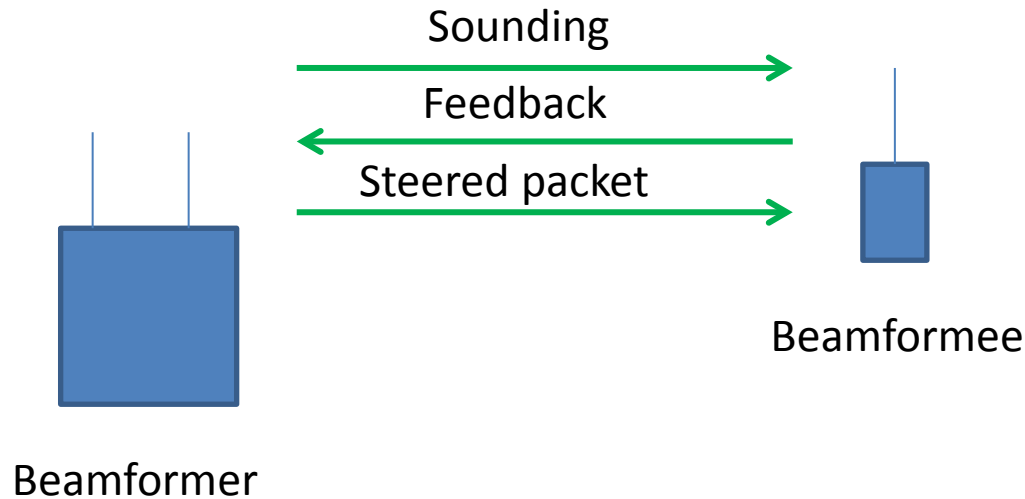 Sounding
Feedback
Steered packet
Beamformee
Beamformer